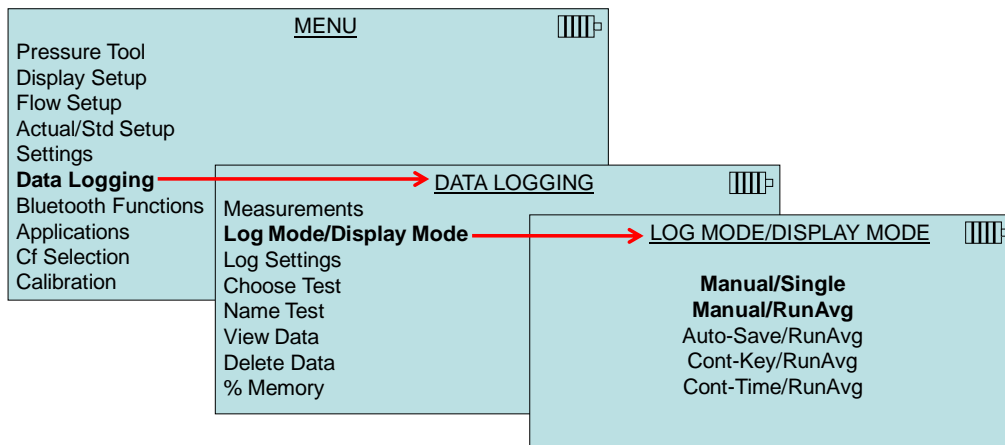 MENU
Pressure Tool
Display Setup
Flow Setup
Actual/Std Setup
Settings
Data Logging
Bluetooth Functions
Applications
Cf Selection
Calibration
DATA LOGGING
Measurements
Log Mode/Display Mode
Log Settings
Choose Test
Name Test
View Data
Delete Data
% Memory
LOG MODE/DISPLAY MODE
Manual/Single
Manual/RunAvg
Auto-Save/RunAvg
Cont-Key/RunAvg
Cont-Time/RunAvg